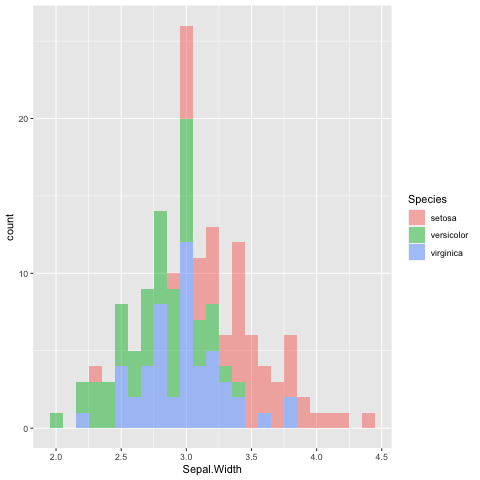 20
10
0
count
2.0 2.5 3.0 3.5 4.0 4.5
Sepal.Width
Species
setosa
versicolor
virginica